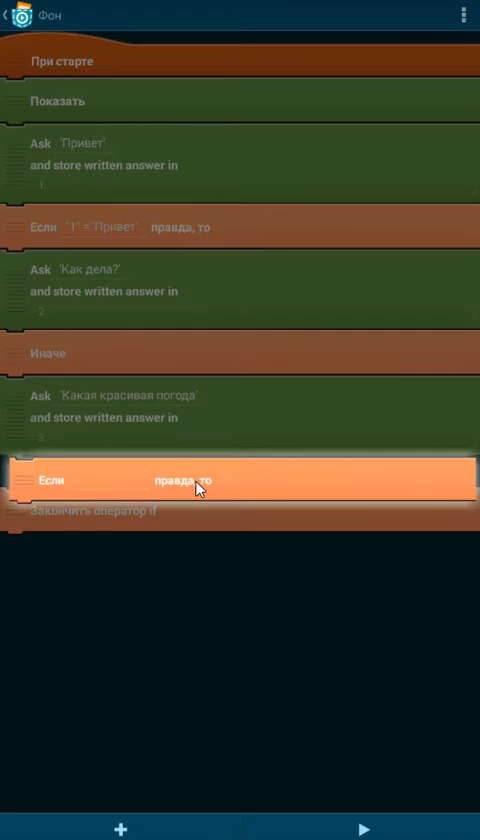 Фон
При старте
Показать
Ask 'Привет'
and store written answer in
1
Если "1" = 'Привет' правда, то
Ask 'Как дела?'
and store written answer in
2
Иначе
Ask 'Какая красивая погода'
and store written answer in
3
Если правда, то
Закончить оператор if